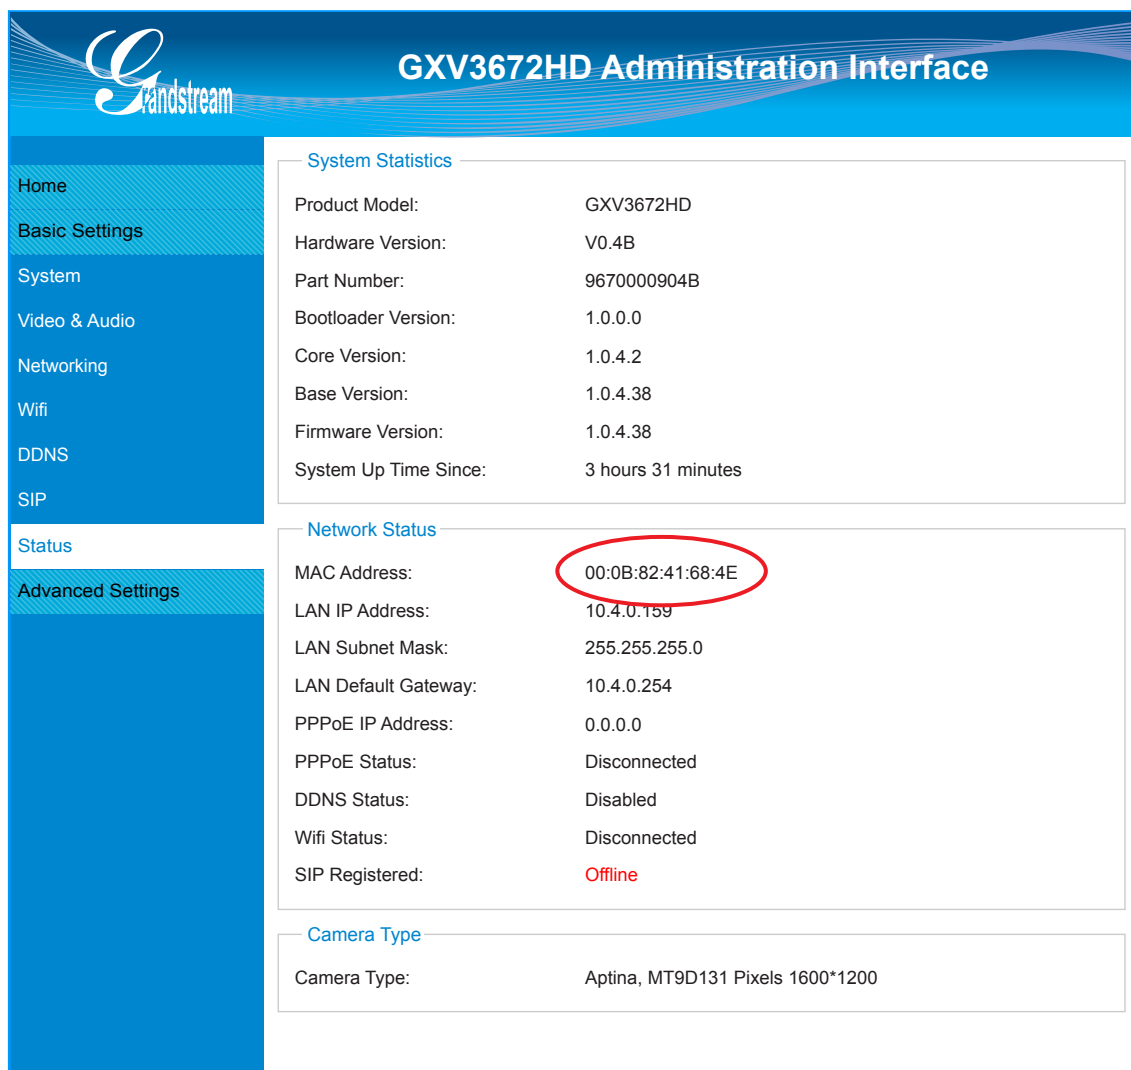 Grandstream
GXV3672HD Administration Interface
Home
Basic Settings
System
Video & Audio
Networking
Wifi
DDNS
SIP
Status
Advanced Settings
System Statistics
Product Model: GXV3672HD
Hardware Version: V0.4B
Part Number: 9670000904B
Bootloader Version: 1.0.0.0
Core Version: 1.0.4.2
Base Version: 1.0.4.38
Firmware Version: 1.0.4.38
System Up Time Since: 3 hours 31 minutes
Network Status
MAC Address: 00:0B:82:41:68:4E
LAN IP Address: 10.4.0.159
LAN Subnet Mask: 255.255.255.0
LAN Default Gateway: 10.4.0.254
PPPoE IP Address: 0.0.0.0
PPPoE Status: Disconnected
DDNS Status: Disabled
Wifi Status: Disconnected
SIP Registered: Offline
Camera Type
Camera Type: Aptina, MT9D131 Pixels 1600*1200